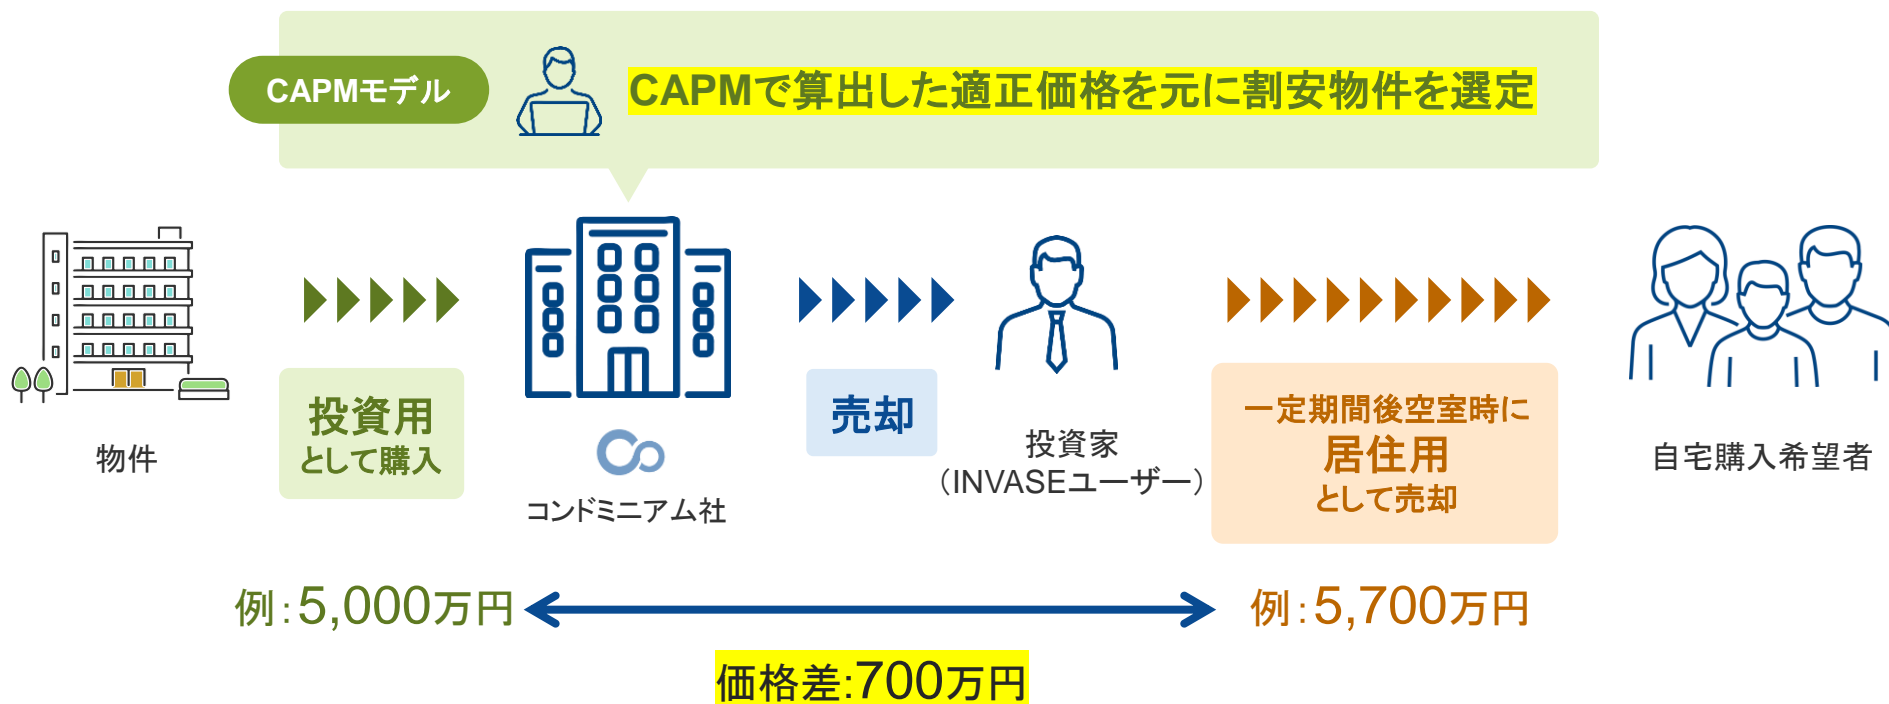 CAPMモデル
CAPMで算出した適正価格を元に割安物件を選定
物件
投資用
として購入
コンドミニアム社
売却
投資家
（INVASEユーザー）
一定期間後空室時に
居住用
として売却
自宅購入希望者
例：5,000万円
例：5,700万円
価格差:700万円